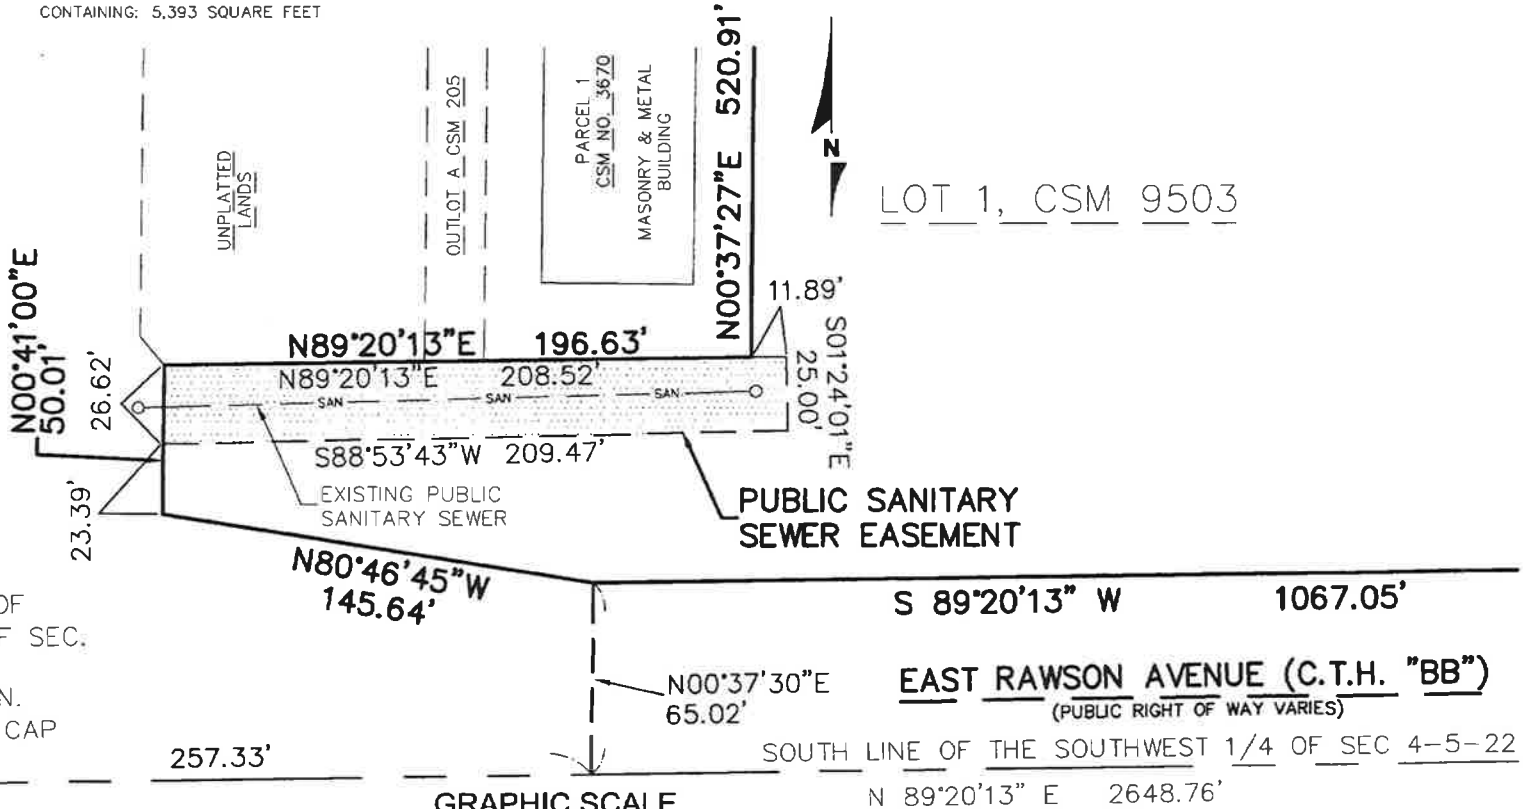 CONTAINING: 5,393 SQUARE FEET
UNPLATTED
LANDS
OUTLOT A CSM 205
PARCEL 1
CSM NO. 3670
MASONRY & METAL
BUILDING
N00°37'27"E 520.91'
N
LOT 1, CSM 9503
N00°41'00"E
50.01'
26.62'
N89°20'13"E 196.63'
11.89'
N89°20'13"E 208.52'
SAN SAN SAN
S01°24'01"E
25.00'
S88°53'43"W 209.47'
EXISTING PUBLIC
SANITARY SEWER
PUBLIC SANITARY
SEWER EASEMENT
23.39'
N80°46'45"W
145.64'
S 89°20'13" W 1067.05'
OF
F SEC.
N.
CAP
N00°37'30"E
65.02'
EAST RAWSON AVENUE (C.T.H. "BB")
(PUBLIC RIGHT OF WAY VARIES)
257.33'
SOUTH LINE OF THE SOUTHWEST 1/4 OF SEC 4-5-22
N 89°20'13" E 2648.76'
GRAPHIC SCALE